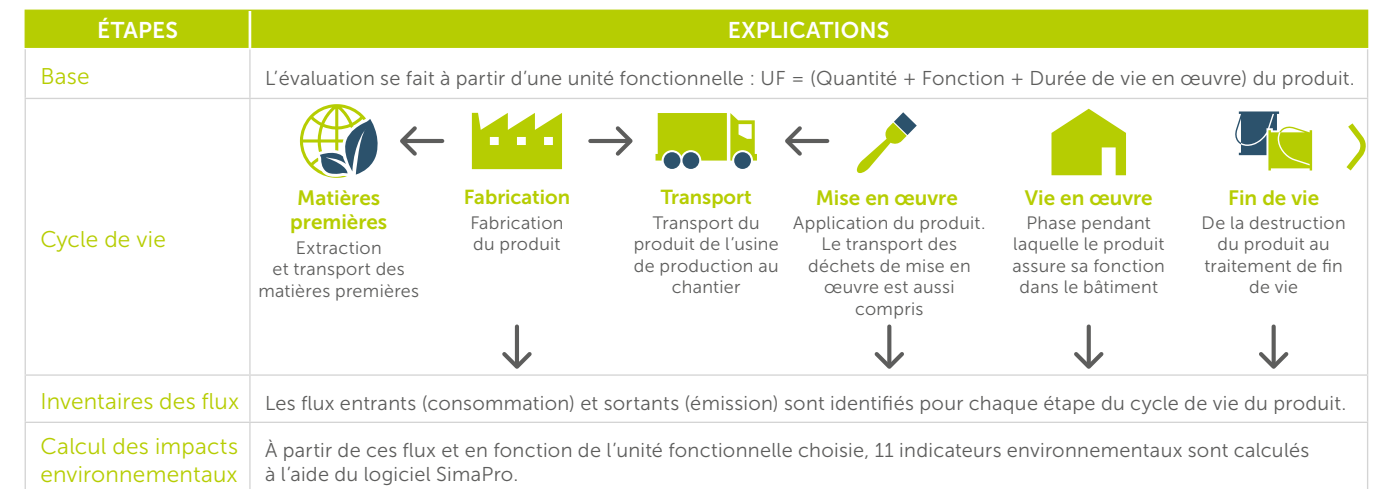 ÉTAPES
EXPLICATIONS
Base
L’évaluation se fait à partir d’une unité fonctionnelle : UF = (Quantité + Fonction + Durée de vie en œuvre) du produit.
Cycle de vie
Matières
premières
Extraction
et transport des
matières premières
Fabrication
Fabrication
du produit
Transport
Transport du
produit de l’usine
de production au
chantier
Mise en œuvre
Application du produit.
Le transport des
déchets de mise en
œuvre est aussi
compris
Vie en œuvre
Phase pendant
laquelle le produit
assure sa fonction
dans le bâtiment
Fin de vie
De la destruction
du produit au
traitement de fin
de vie
Inventaires des flux
Les flux entrants (consommation) et sortants (émission) sont identifiés pour chaque étape du cycle de vie du produit.
Calcul des impacts
environnementaux
À partir de ces flux et en fonction de l’unité fonctionnelle choisie, 11 indicateurs environnementaux sont calculés
à l’aide du logiciel SimaPro.